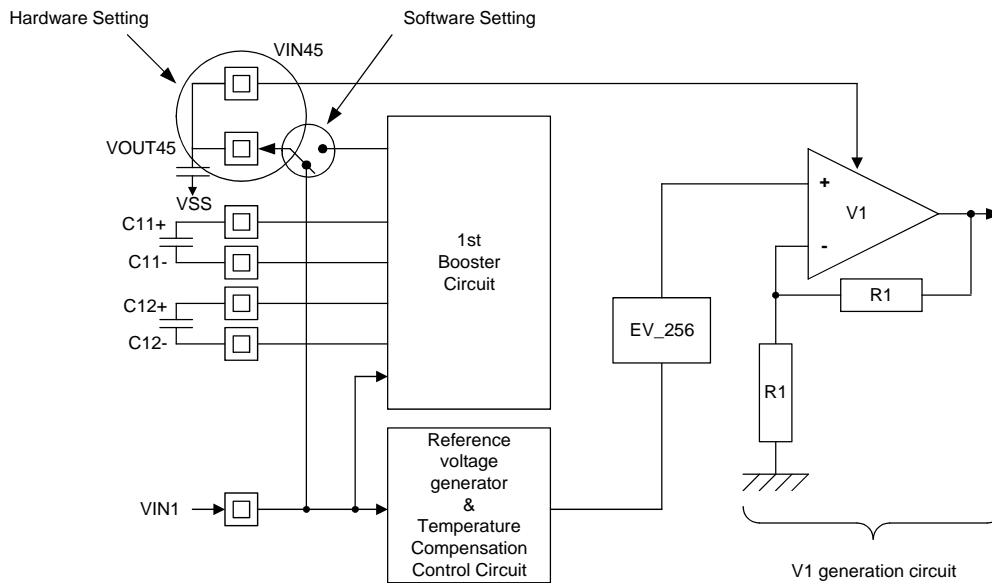 Hardware Setting
Software Setting
VIN45
VOUT45
VSS
C11+
C11-
C12+
C12-
1st
Booster
Circuit
+
V1
-
R1
EV_256
R1
Reference
voltage
generator
&
Temperature
Compensation
Control Circuit
VIN1
V1 generation circuit